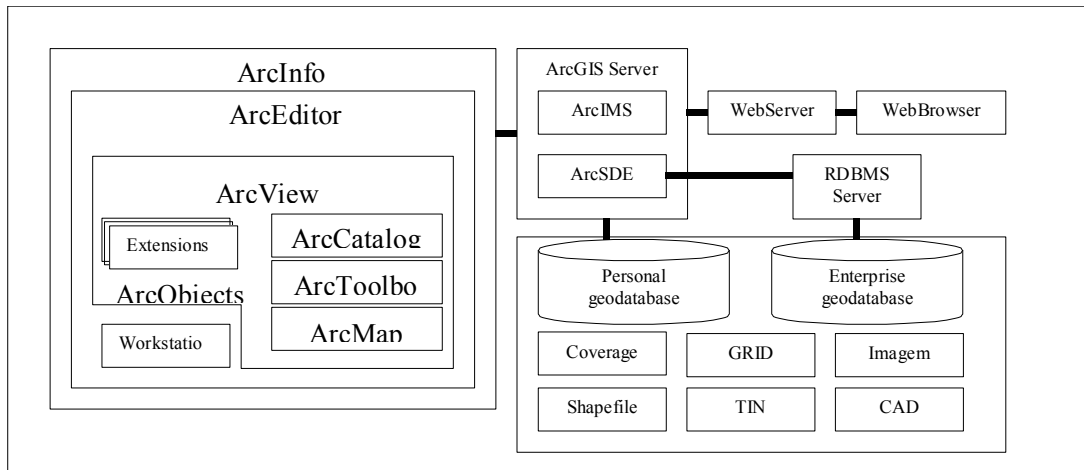 ArcInfo
ArcEditor
ArcView
Extensions
ArcCatalog
ArcToolbo
ArcMap
ArcObjects
Workstatio
ArcGIS Server
ArcIMS
ArcSDE
WebServer
WebBrowser
RDBMS
Server
Personal
geodatabase
Enterprise
geodatabase
Coverage
GRID
Imagem
Shapefile
TIN
CAD